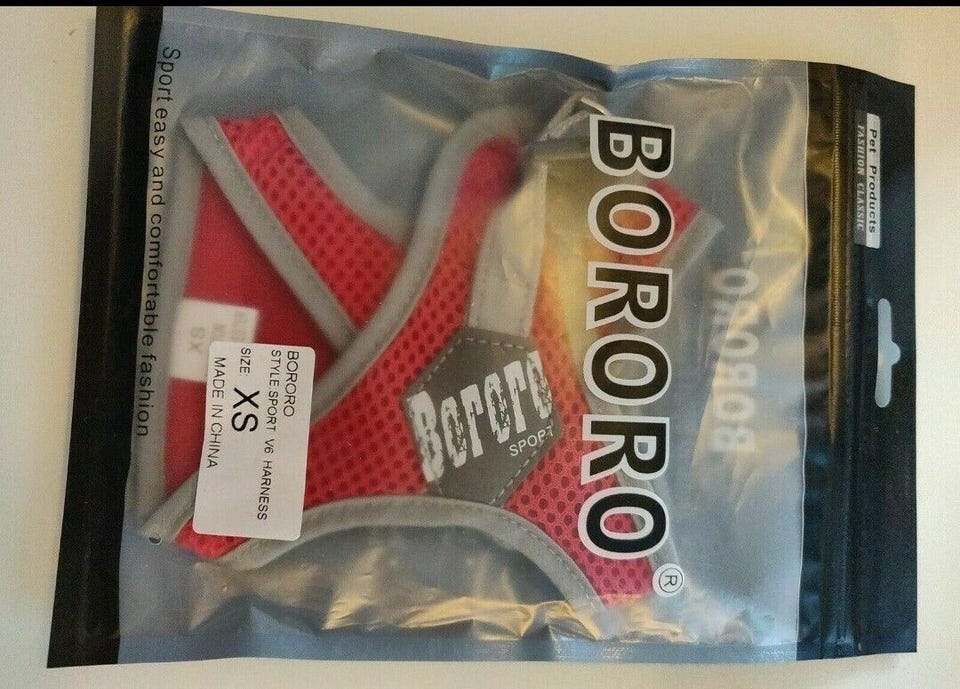 Pet Products
FASHION CLASSIC
BORORO
BORORO®
Bororo
SPORT
BORORO
STYLE:SPORT V6 HARNESS
SIZE: XS
MADE IN CHINA
Sport easy and comfortable fashion